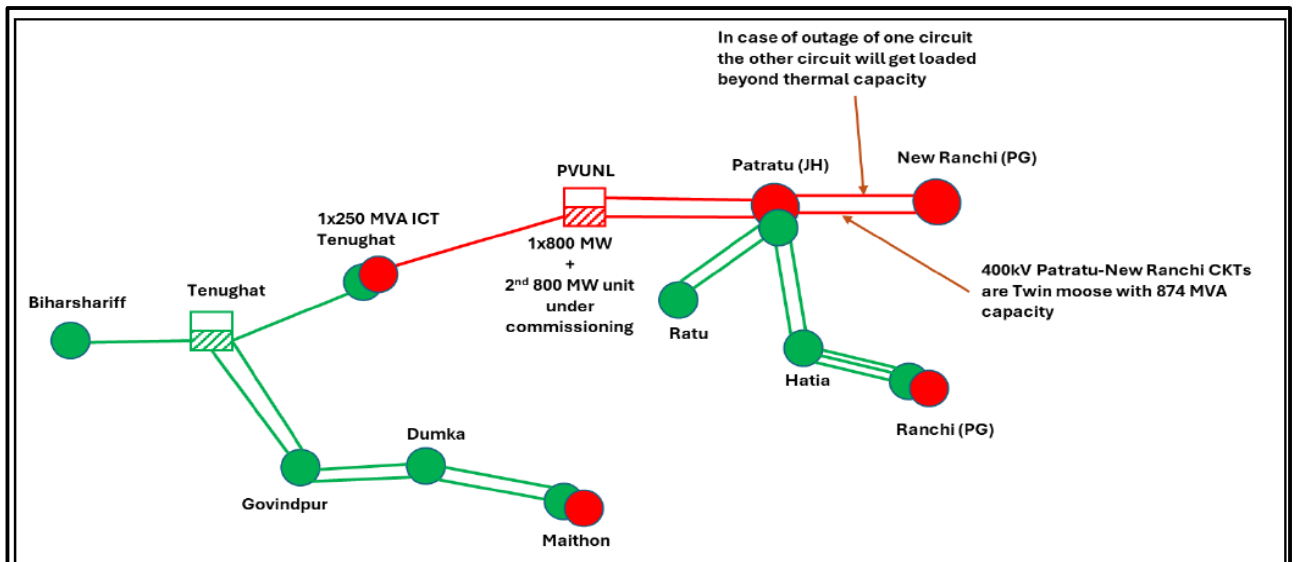 In case of outage of one circuit
the other circuit will get loaded
beyond thermal capacity
PVUNL
Patratu (JH)
New Ranchi (PG)
1x250 MVA ICT
Tenughat
1x800 MW
+
2nd 800 MW unit
under
commissioning
400kV Patratu-New Ranchi CKTs
are Twin moose with 874 MVA
capacity
Biharshariff
Tenughat
Ratu
Hatia
Ranchi (PG)
Dumka
Govindpur
Maithon